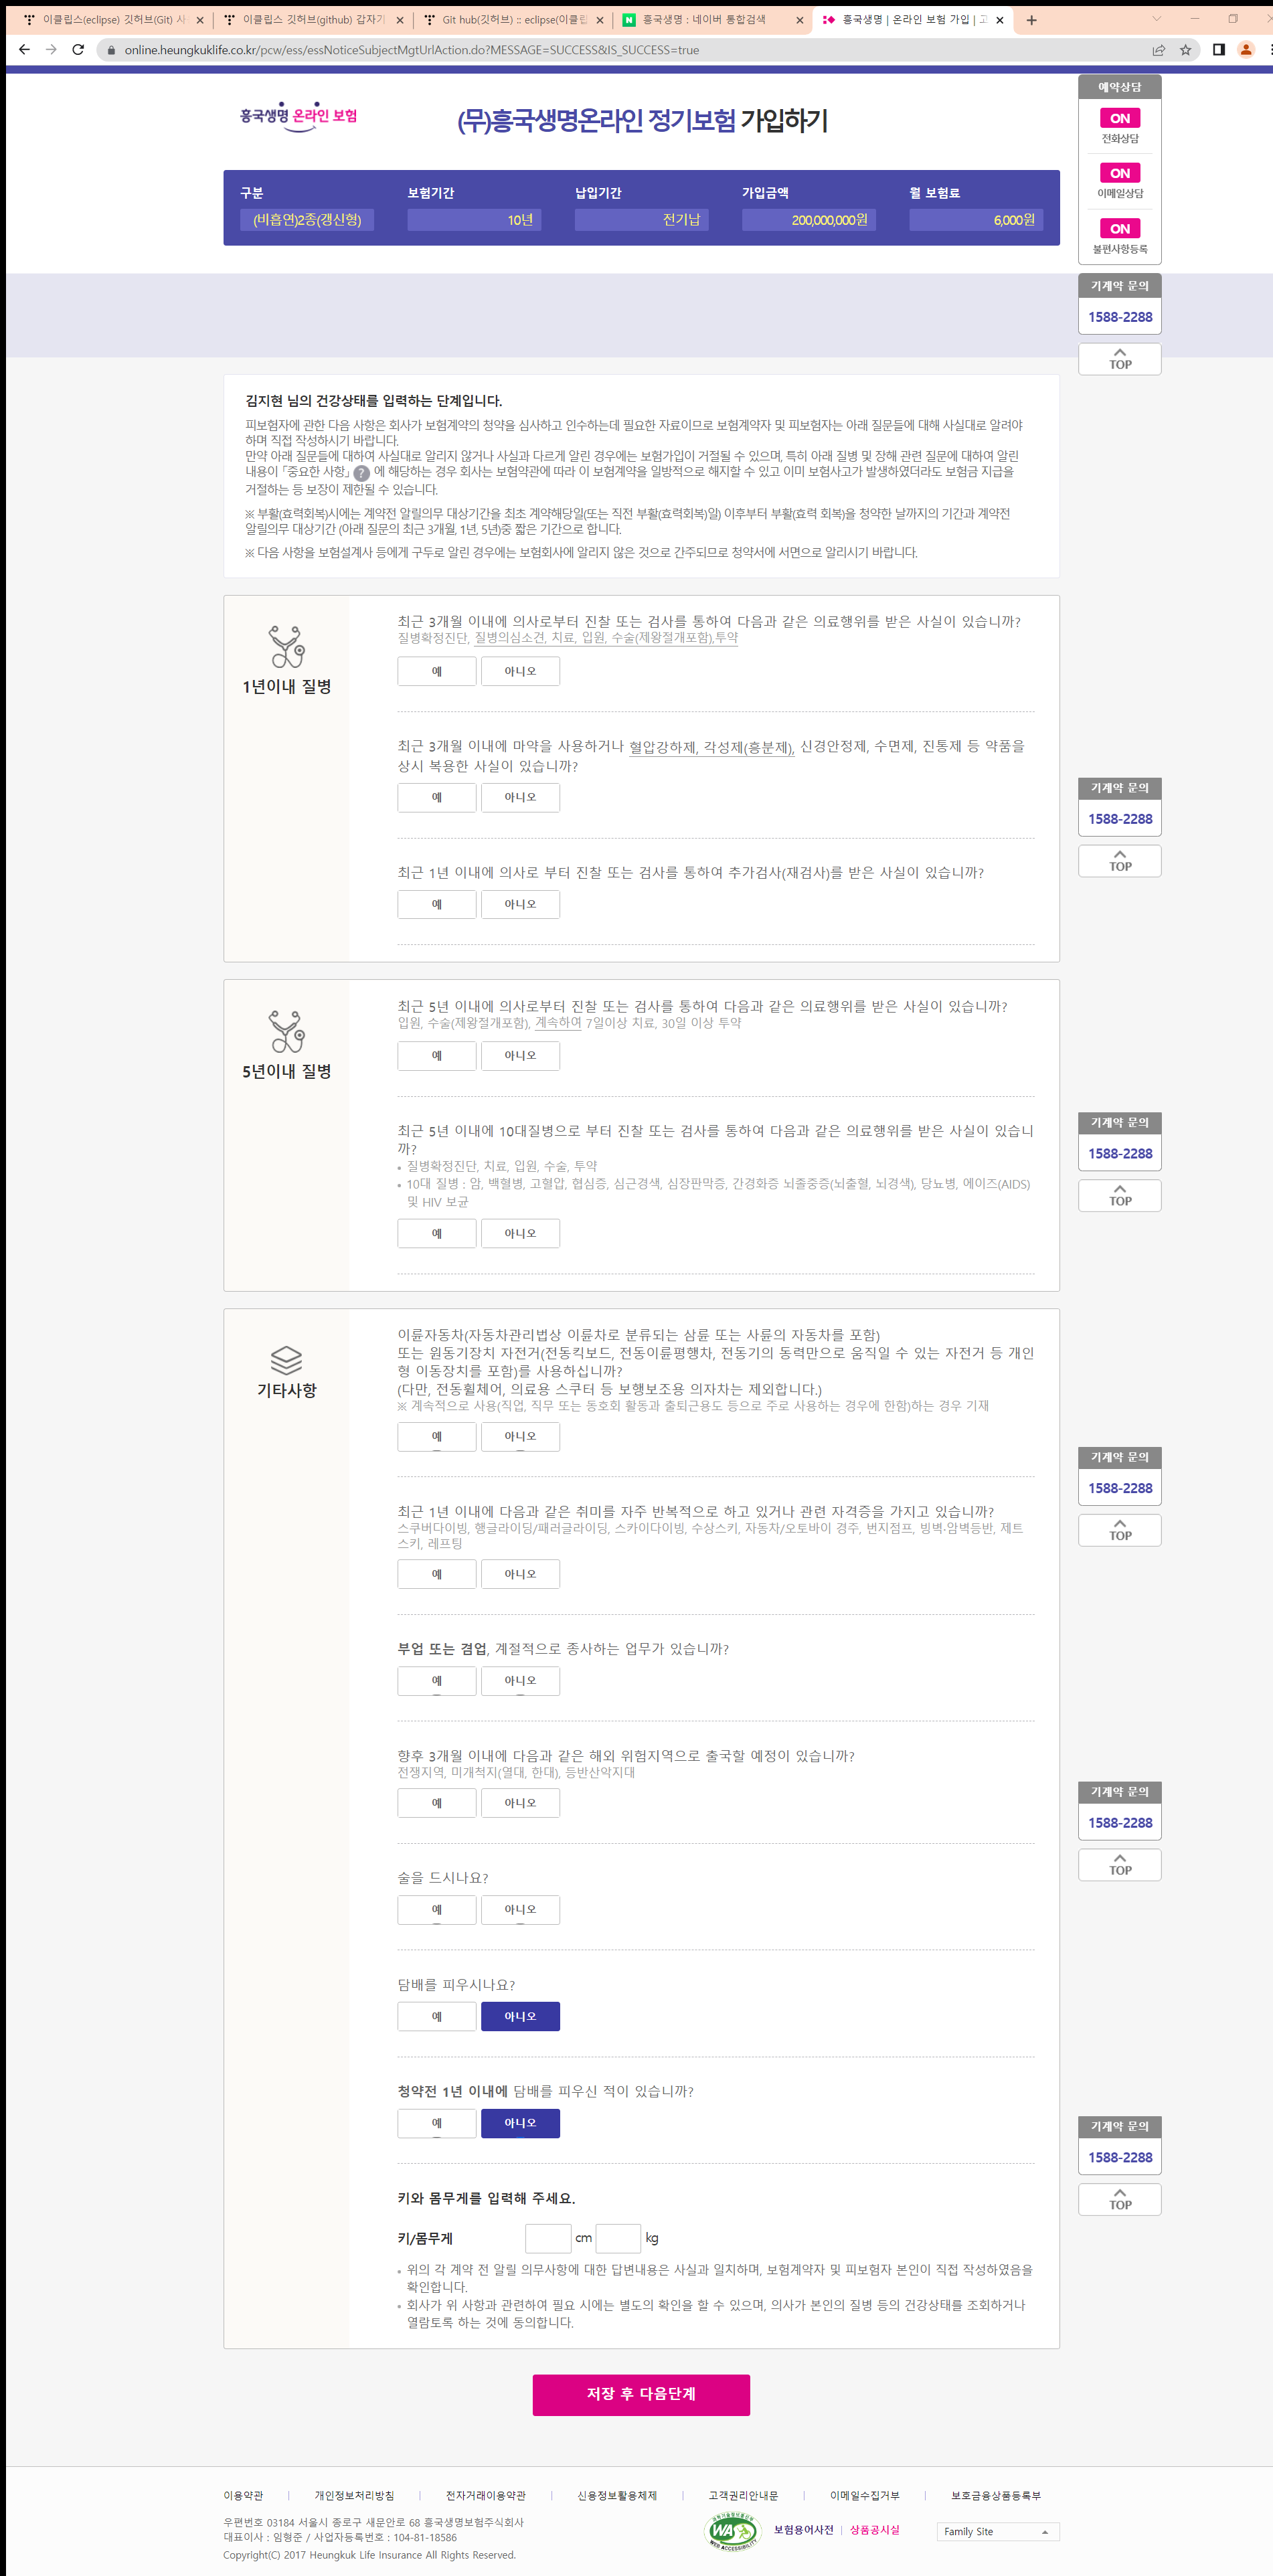 이클립스(eclipse) 깃허브(Git) 사
이클립스 깃허브(github) 갑자기
Git hub(깃허브) :: eclipse(이클립
흥국생명 : 네이버 통합검색
흥국생명 | 온라인 보험 가입 | 고
online.heungkuklife.co.kr/pcw/ess/essNoticeSubjectMgtUrlAction.do?MESSAGE=SUCCESS&IS_SUCCESS=true
흥국생명 온라인 보험
(무)흥국생명온라인 정기보험 가입하기
예약상담
ON
전화상담
ON
이메일상담
ON
불편사항등록
구분 보험기간 납입기간 가입금액 월 보험료
(비흡연)2종(갱신형) 10년 전기납 200,000,000원 6,000원
기계약 문의
1588-2288
TOP
김지현 님의 건강상태를 입력하는 단계입니다.
피보험자에 관한 다음 사항은 회사가 보험계약의 청약을 심사하고 인수하는데 필요한 자료이므로 보험계약자 및 피보험자는 아래 질문들에 대해 사실대로 알려야
하며 직접 작성하시기 바랍니다.
만약 아래 질문들에 대하여 사실대로 알리지 않거나 사실과 다르게 알린 경우에는 보험가입이 거절될 수 있으며, 특히 아래 질병 및 장해 관련 질문에 대하여 알린
내용이 「중요한 사항」 ? 에 해당하는 경우 회사는 보험약관에 따라 이 보험계약을 일방적으로 해지할 수 있고 이미 보험사고가 발생하였더라도 보험금 지급을
거절하는 등 보장이 제한될 수 있습니다.
※ 부활(효력회복)시에는 계약전 알릴의무 대상기간을 최초 계약해당일(또는 직전 부활(효력회복)일) 이후부터 부활(효력 회복)을 청약한 날까지의 기간과 계약전
알릴의무 대상기간 (아래 질문의 최근 3개월, 1년, 5년)중 짧은 기간으로 합니다.
※ 다음 사항을 보험설계사 등에게 구두로 알린 경우에는 보험회사에 알리지 않은 것으로 간주되므로 청약서에 서면으로 알리시기 바랍니다.
1년이내 질병
최근 3개월 이내에 의사로부터 진찰 또는 검사를 통하여 다음과 같은 의료행위를 받은 사실이 있습니까?
질병확정진단, 질병의심소견, 치료, 입원, 수술(제왕절개포함),투약
예 아니오
최근 3개월 이내에 마약을 사용하거나 혈압강하제, 각성제(흥분제), 신경안정제, 수면제, 진통제 등 약품을
상시 복용한 사실이 있습니까?
예 아니오
기계약 문의
1588-2288
TOP
최근 1년 이내에 의사로 부터 진찰 또는 검사를 통하여 추가검사(재검사)를 받은 사실이 있습니까?
예 아니오
5년이내 질병
최근 5년 이내에 의사로부터 진찰 또는 검사를 통하여 다음과 같은 의료행위를 받은 사실이 있습니까?
입원, 수술(제왕절개포함), 계속하여 7일이상 치료, 30일 이상 투약
예 아니오
최근 5년 이내에 10대질병으로 부터 진찰 또는 검사를 통하여 다음과 같은 의료행위를 받은 사실이 있습니
까?
• 질병확정진단, 치료, 입원, 수술, 투약
• 10대 질병 : 암, 백혈병, 고혈압, 협심증, 심근경색, 심장판막증, 간경화증 뇌졸중증(뇌출혈, 뇌경색), 당뇨병, 에이즈(AIDS)
및 HIV 보균
예 아니오
기계약 문의
1588-2288
TOP
기타사항
이륜자동차(자동차관리법상 이륜차로 분류되는 삼륜 또는 사륜의 자동차를 포함)
또는 원동기장치 자전거(전동킥보드, 전동이륜평행차, 전동기의 동력만으로 움직일 수 있는 자전거 등 개인
형 이동장치를 포함)를 사용하십니까?
(다만, 전동휠체어, 의료용 스쿠터 등 보행보조용 의자차는 제외합니다.)
※ 계속적으로 사용(직업, 직무 또는 동호회 활동과 출퇴근용도 등으로 주로 사용하는 경우에 한함)하는 경우 기재
예 아니오
기계약 문의
1588-2288
TOP
최근 1년 이내에 다음과 같은 취미를 자주 반복적으로 하고 있거나 관련 자격증을 가지고 있습니까?
스쿠버다이빙, 행글라이딩/패러글라이딩, 스카이다이빙, 수상스키, 자동차/오토바이 경주, 번지점프, 빙벽·암벽등반, 제트
스키, 레프팅
예 아니오
부업 또는 겸업, 계절적으로 종사하는 업무가 있습니까?
예 아니오
향후 3개월 이내에 다음과 같은 해외 위험지역으로 출국할 예정이 있습니까?
전쟁지역, 미개척지(열대, 한대), 등반산악지대
예 아니오
기계약 문의
1588-2288
TOP
술을 드시나요?
예 아니오
담배를 피우시나요?
예 아니오
청약전 1년 이내에 담배를 피우신 적이 있습니까?
예 아니오
기계약 문의
1588-2288
TOP
키와 몸무게를 입력해 주세요.
키/몸무게 cm kg
• 위의 각 계약 전 알릴 의무사항에 대한 답변내용은 사실과 일치하며, 보험계약자 및 피보험자 본인이 직접 작성하였음을
확인합니다.
• 회사가 위 사항과 관련하여 필요 시에는 별도의 확인을 할 수 있으며, 의사가 본인의 질병 등의 건강상태를 조회하거나
열람토록 하는 것에 동의합니다.
저장 후 다음단계
이용약관 | 개인정보처리방침 | 전자거래이용약관 | 신용정보활용체제 | 고객권리안내문 | 이메일수집거부 | 보호금융상품등록부
우편번호 03184 서울시 종로구 새문안로 68 흥국생명보험주식회사
대표이사 : 임형준 / 사업자등록번호 : 104-81-18586
Copyright(C) 2017 Heungkuk Life Insurance All Rights Reserved.
WA
WEB ACCESSIBILITY
보험용어사전 | 상품공시실
Family Site